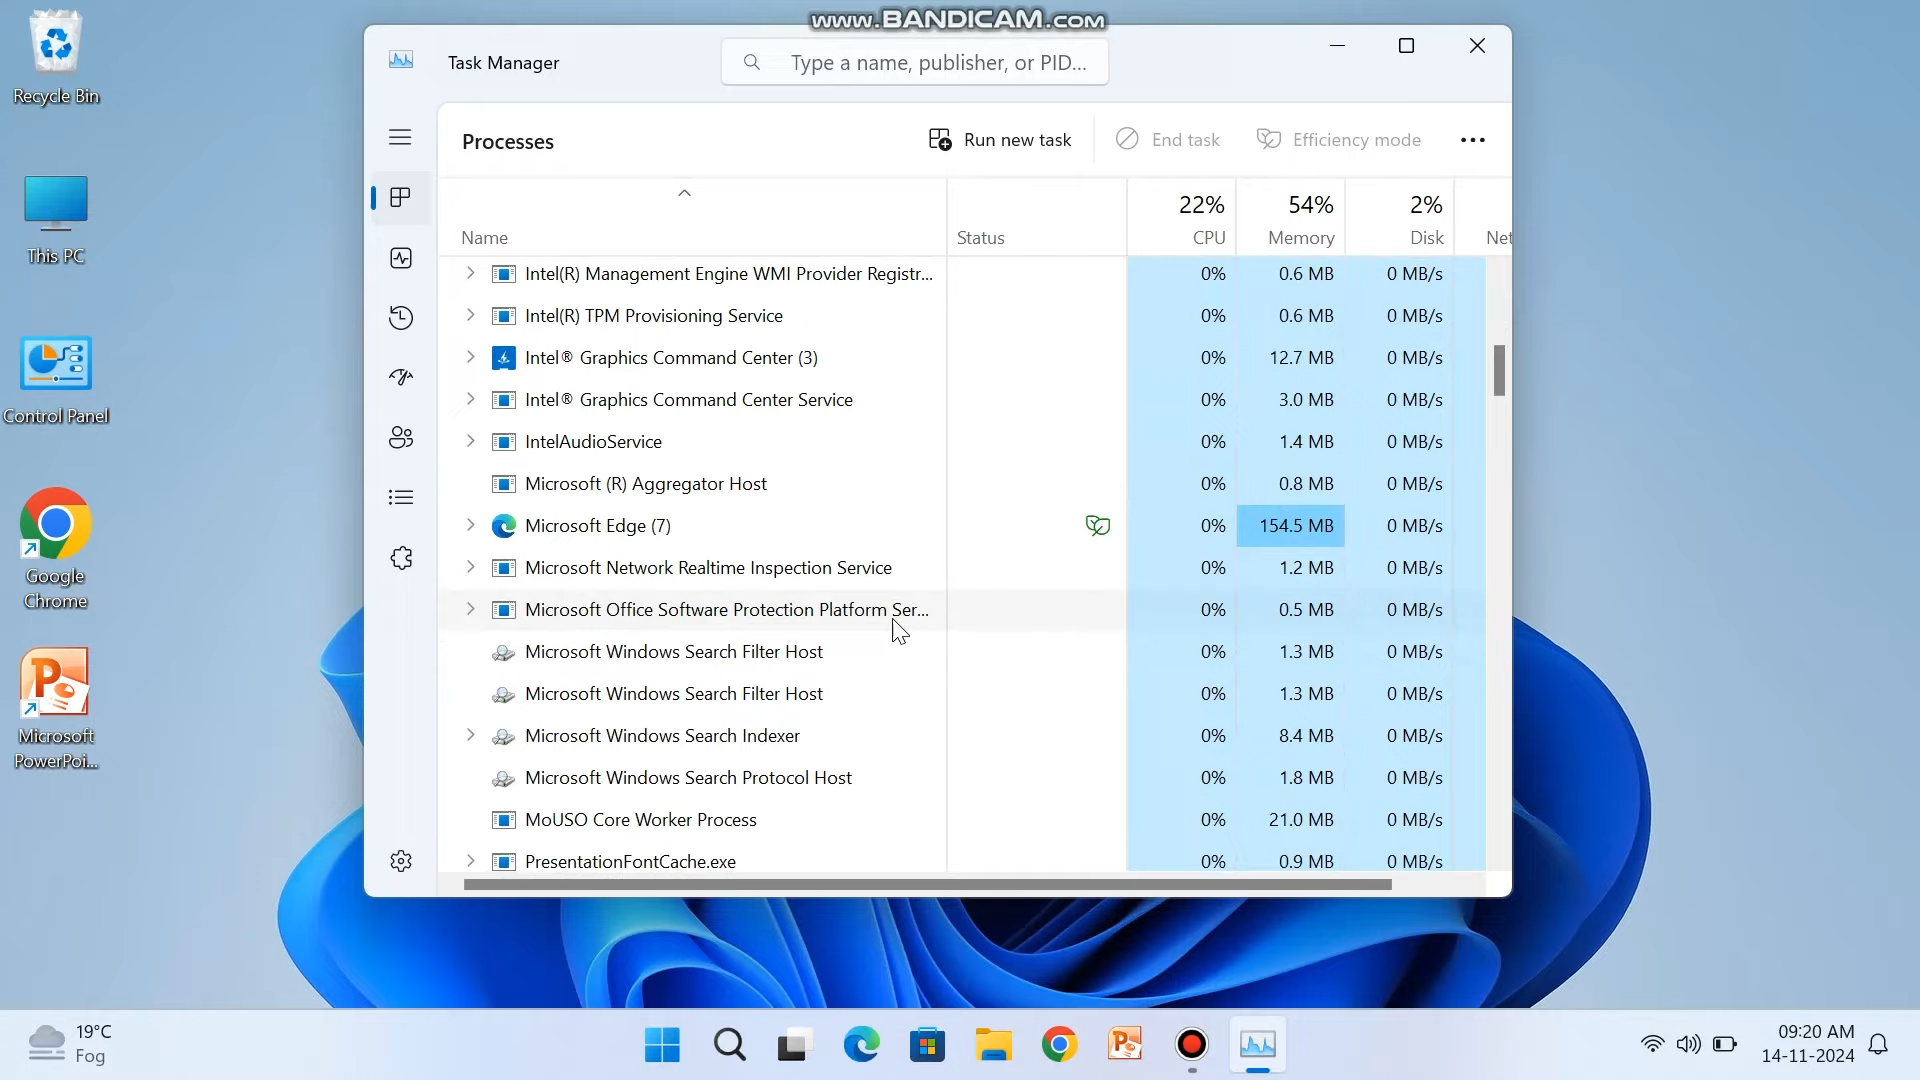 www.BANDICAM.com
Recycle Bin
This PC
Control Panel
Google
Chrome
Microsoft
PowerPoi...
Task Manager
Type a name, publisher, or PID...
Processes
Run new task
End task
Efficiency mode
22% 54% 2%
Name Status CPU Memory Disk Net
Intel(R) Management Engine WMI Provider Registr... 0% 0.6 MB 0 MB/s
Intel(R) TPM Provisioning Service 0% 0.6 MB 0 MB/s
Intel® Graphics Command Center (3) 0% 12.7 MB 0 MB/s
Intel® Graphics Command Center Service 0% 3.0 MB 0 MB/s
IntelAudioService 0% 1.4 MB 0 MB/s
Microsoft (R) Aggregator Host 0% 0.8 MB 0 MB/s
Microsoft Edge (7) 0% 154.5 MB 0 MB/s
Microsoft Network Realtime Inspection Service 0% 1.2 MB 0 MB/s
Microsoft Office Software Protection Platform Ser... 0% 0.5 MB 0 MB/s
Microsoft Windows Search Filter Host 0% 1.3 MB 0 MB/s
Microsoft Windows Search Filter Host 0% 1.3 MB 0 MB/s
Microsoft Windows Search Indexer 0% 8.4 MB 0 MB/s
Microsoft Windows Search Protocol Host 0% 1.8 MB 0 MB/s
MoUSO Core Worker Process 0% 21.0 MB 0 MB/s
PresentationFontCache.exe 0% 0.9 MB 0 MB/s
19°C
Fog
09:20 AM
14-11-2024